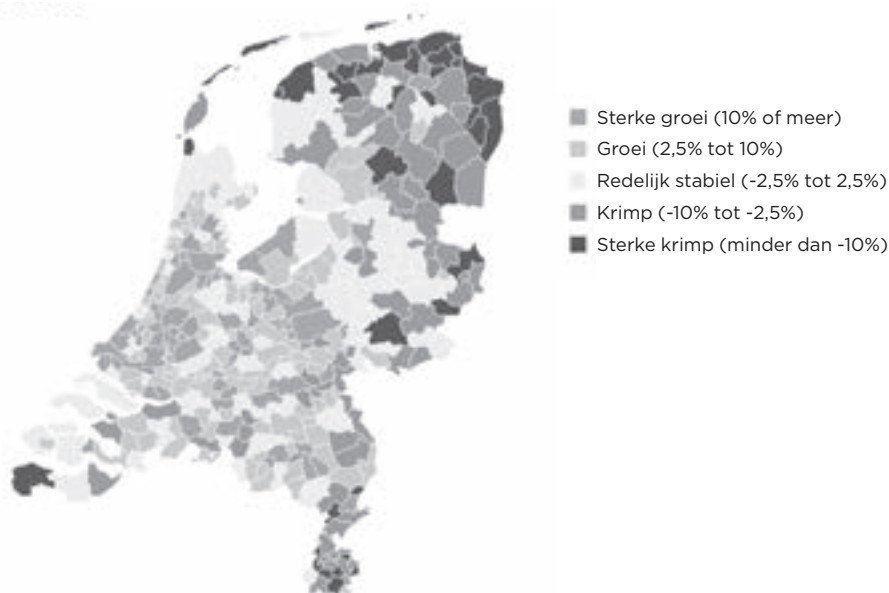 Sterke groei (10% of meer)
Groei (2,5% tot 10%)
Redelijk stabiel (-2,5% tot 2,5%)
Krimp (-10% tot -2,5%)
Sterke krimp (minder dan -10%)